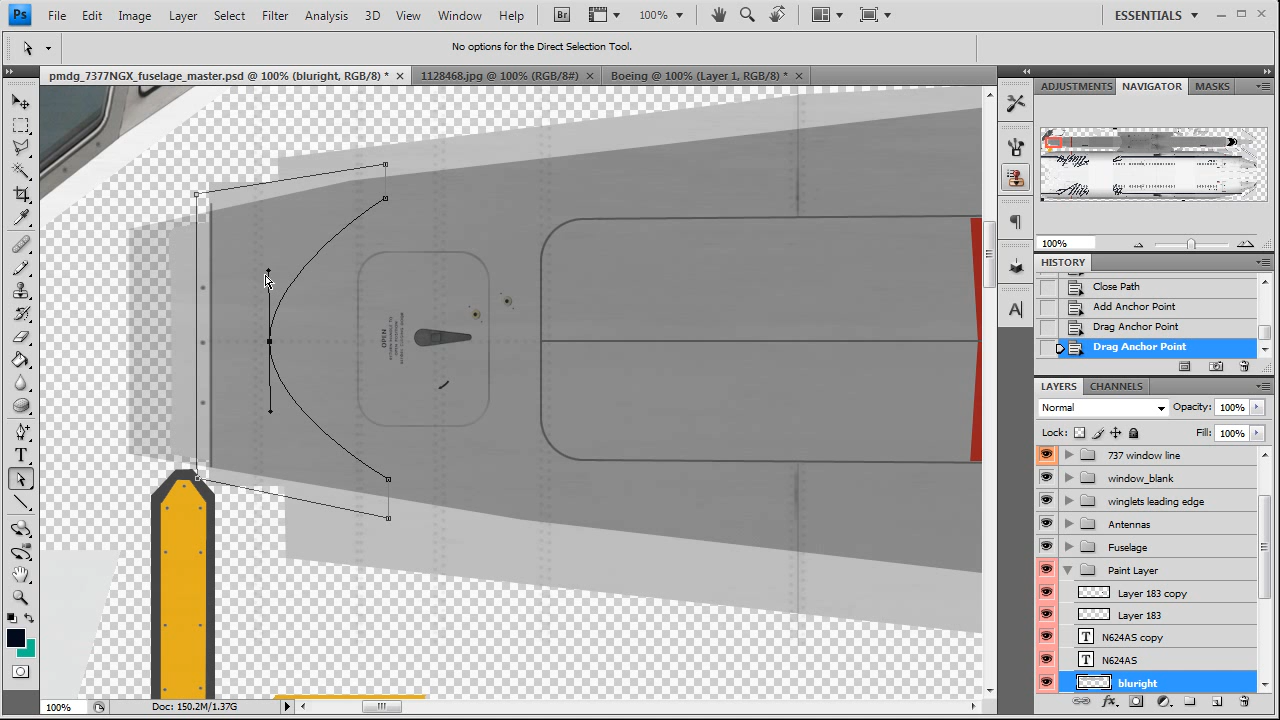 Ps File Edit Image Layer Select Filter Analysis 3D View Window Help Br 100% ESSENTIALS
No options for the Direct Selection Tool.
pmdg_7377NGX_fuselage_master.psd @ 100% (bluright, RGB/8) *
1128468.jpg @ 100% (RGB/8#)
Boeing @ 100% (Layer 1, RGB/8) *
ADJUSTMENTS NAVIGATOR MASKS
100%
HISTORY
Close Path
Add Anchor Point
Drag Anchor Point
Drag Anchor Point
LAYERS CHANNELS
Normal Opacity: 100%
Lock: Fill: 100%
737 window line
window_blank
winglets leading edge
Antennas
Fuselage
Paint Layer
Layer 183 copy
Layer 183
T N624AS copy
T N624AS
bluright
OPEN
100% Doc: 150.2M/1.37G